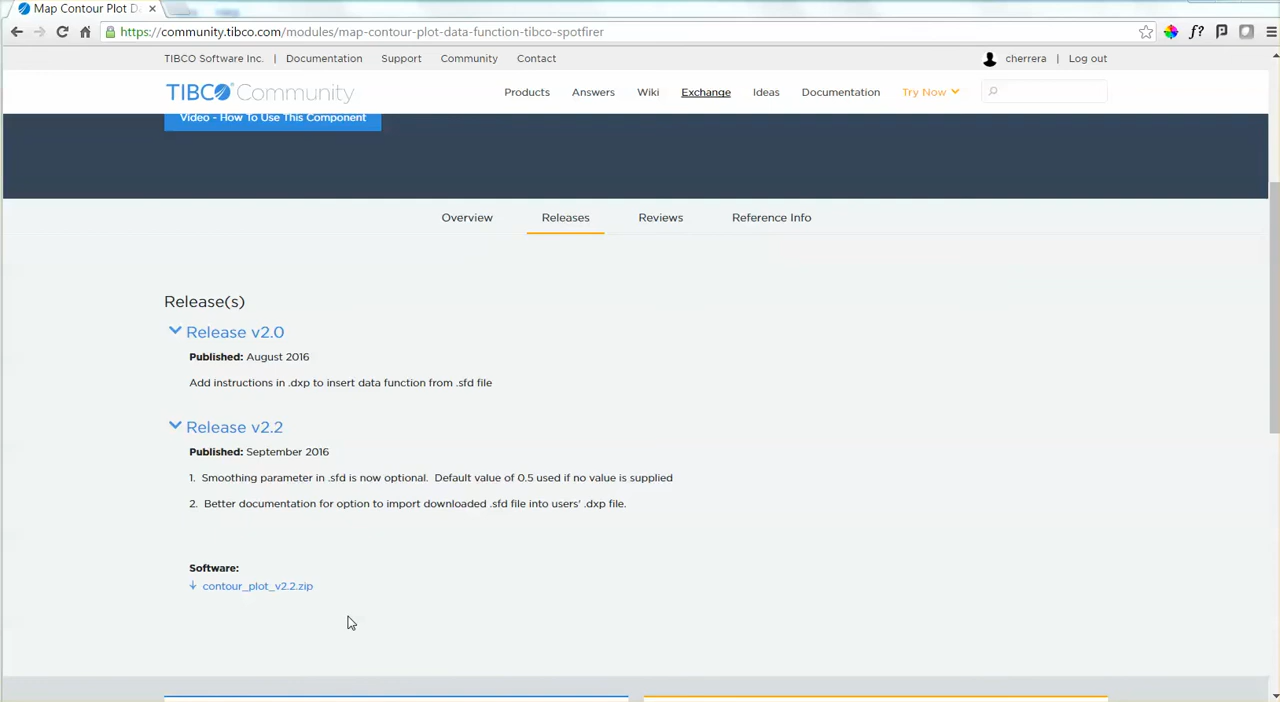 Map Contour Plot D
https://community.tibco.com/modules/map-contour-plot-data-function-tibco-spotfirer
f?
TIBCO Software Inc. | Documentation Support Community Contact cherrera | Log out
TIBCO® Community Products Answers Wiki Exchange Ideas Documentation Try Now
Video - How To Use This Component
Overview Releases Reviews Reference Info
Release(s)
Release v2.0
Published: August 2016
Add instructions in .dxp to insert data function from .sfd file
Release v2.2
Published: September 2016
1. Smoothing parameter in .sfd is now optional. Default value of 0.5 used if no value is supplied
2. Better documentation for option to import downloaded .sfd file into users' .dxp file.
Software:
contour_plot_v2.2.zip